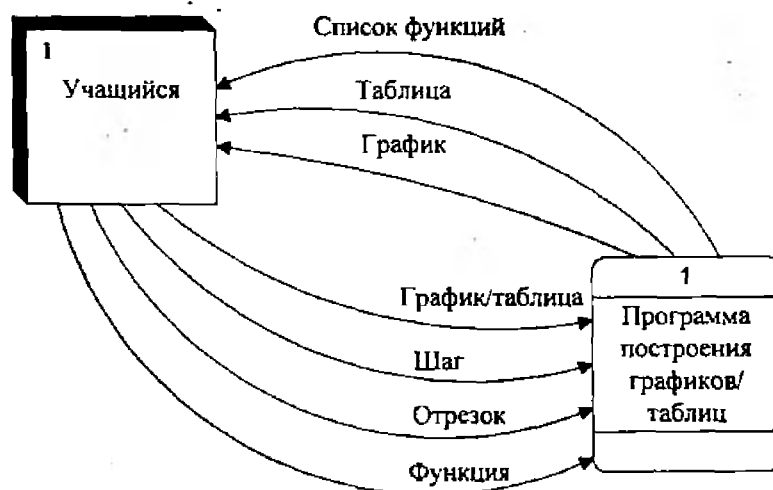 Список функций
1
Учащийся
Таблица
График
1
График/таблица
Программа
построения
графиков/
таблиц
Шаг
Отрезок
Функция